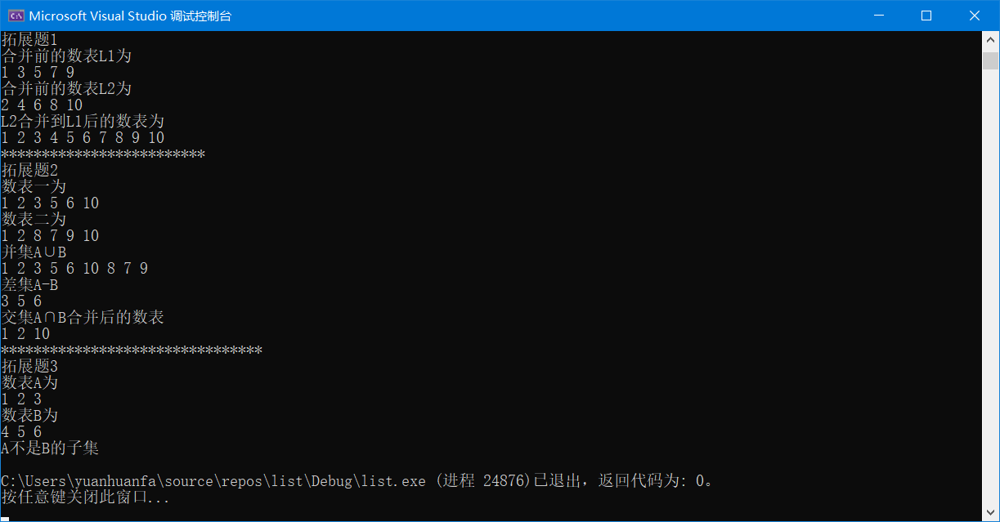 Microsoft Visual Studio 调试控制台
拓展题1
合并前的数表L1为
1 3 5 7 9
合并前的数表L2为
2 4 6 8 10
L2合并到L1后的数表为
1 2 3 4 5 6 7 8 9 10
*************************
拓展题2
数表一为
1 2 3 5 6 10
数表二为
1 2 8 7 9 10
并集A∪B
1 2 3 5 6 10 8 7 9
差集A-B
3 5 6
交集A∩B合并后的数表
1 2 10
********************************
拓展题3
数表A为
1 2 3
数表B为
4 5 6
A不是B的子集
C:\Users\yuanhuanfa\source\repos\list\Debug\list.exe (进程 24876)已退出，返回代码为: 0。
按任意键关闭此窗口...